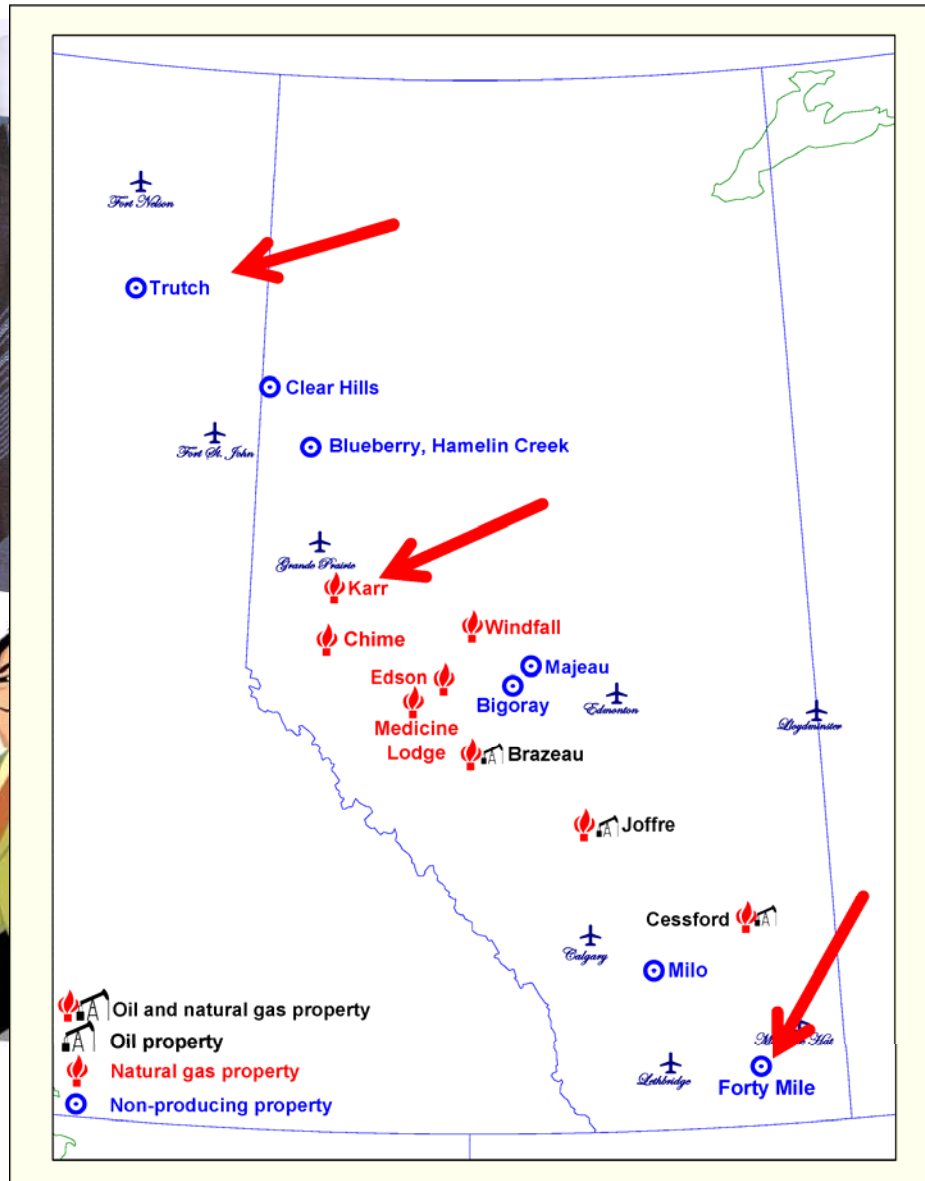 Fort Nelson
Trutch
Clear Hills
Fort St. John
Blueberry, Hamelin Creek
Grande Prairie
Karr
Chime
Windfall
Edson
Majeau
Bigoray
Edmonton
Medicine
Lodge
Lloydminster
Brazeau
Joffre
Cessford
Calgary
Milo
Oil and natural gas property
Oil property
Hat
Natural gas property
Lethbridge
Forty Mile
Non-producing property